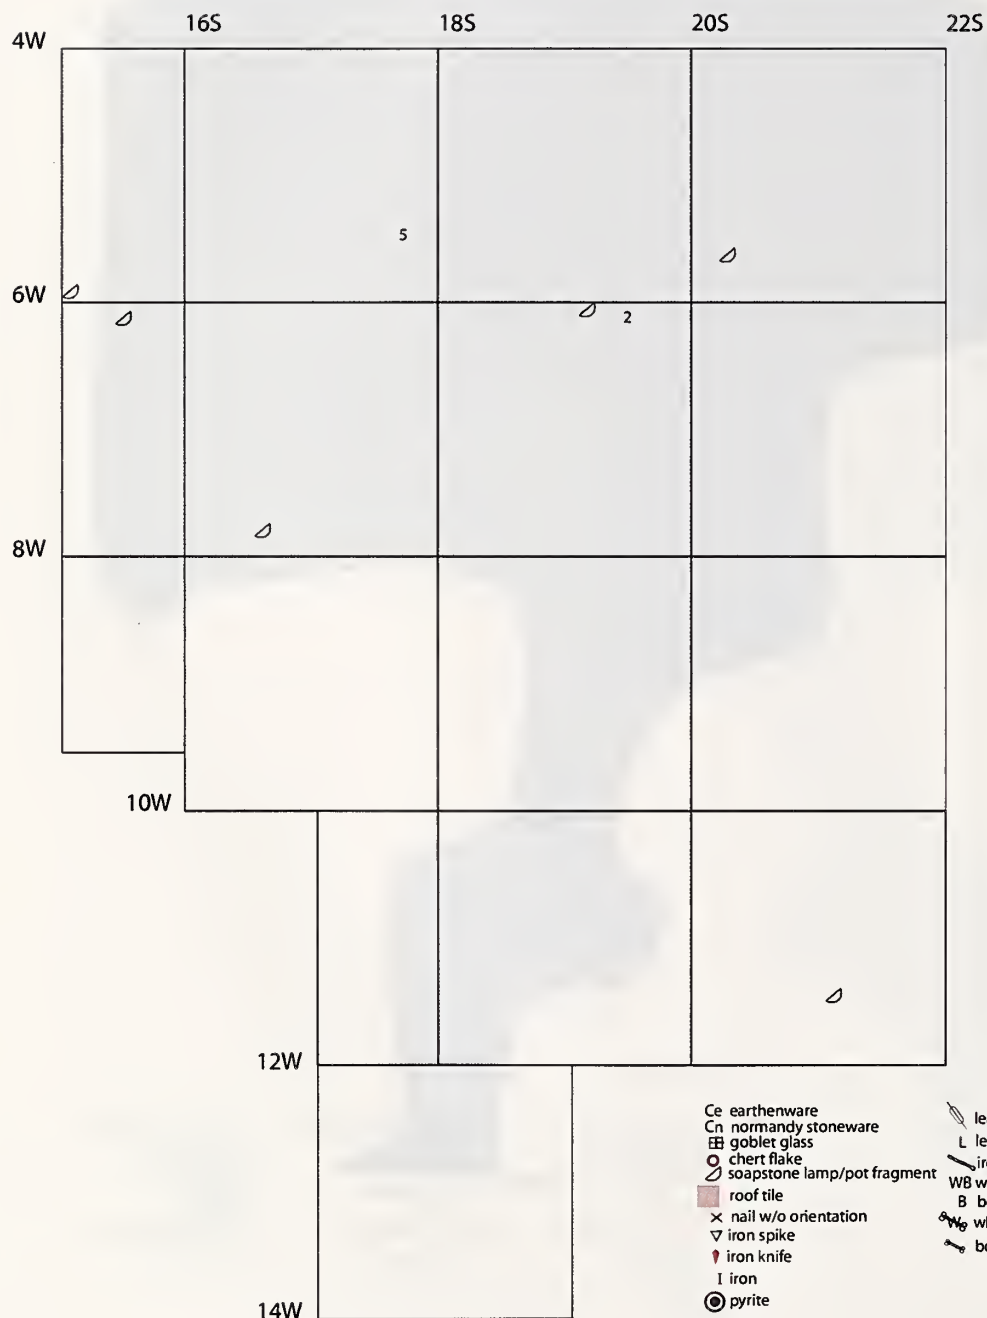 16S 18S 20S 22S
4W
5
6W
2
8W
10W
12W
Ce earthenware
Cn normandy stoneware
goblet glass
chert flake
soapstone lamp/pot fragment
roof tile
nail w/o orientation
iron spike
iron knife
I iron
pyrite
L
WB
B
14W